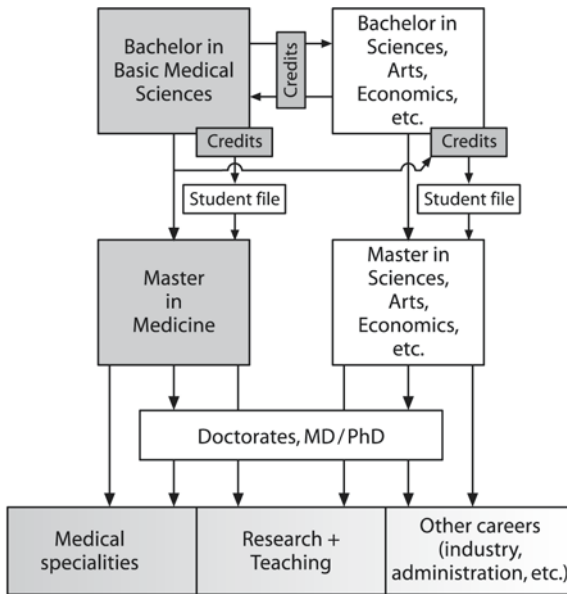 Bachelor in
Basic Medical
Sciences
Credits
Bachelor in
Sciences,
Arts,
Economics,
etc.
Credits
Credits
Student file
Student file
Master
in
Medicine
Master in
Sciences,
Arts,
Economics,
etc.
Doctorates, MD/PhD
Medical
specialities
Research +
Teaching
Other careers
(industry,
administration, etc.)